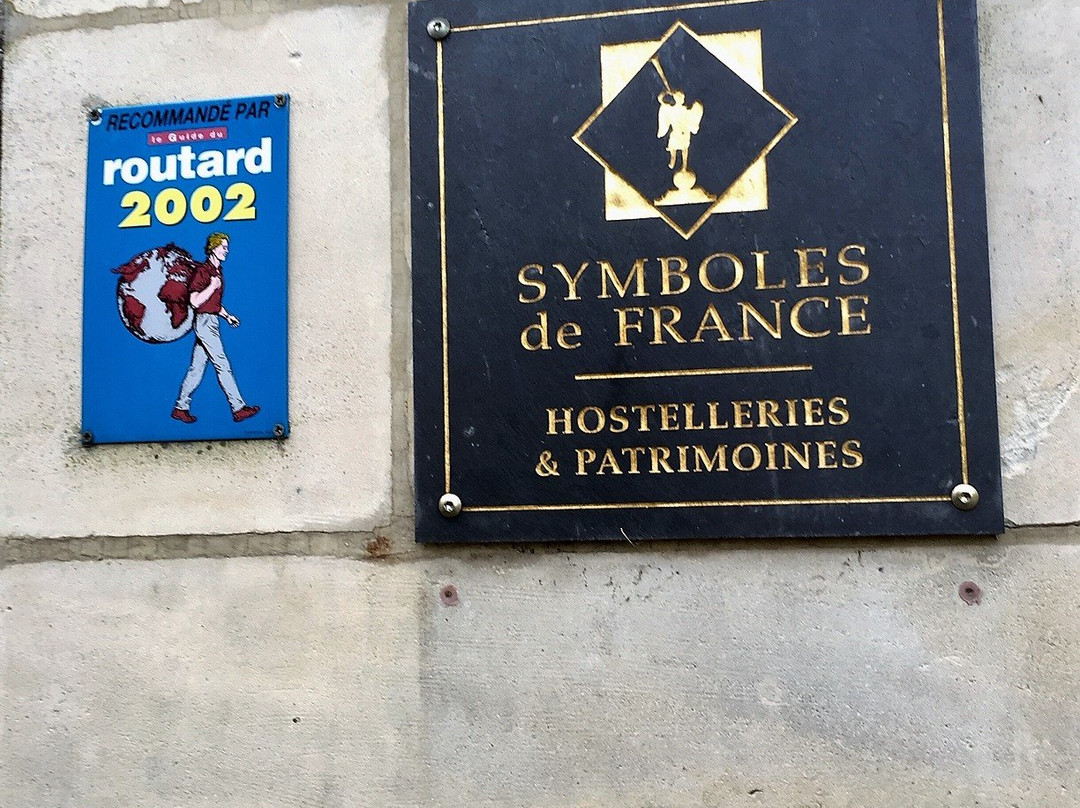 RECOMMANDÉ PAR
le Guide du
routard
2002
SYMBOLES
de FRANCE
HOSTELLERIES
& PATRIMOINES